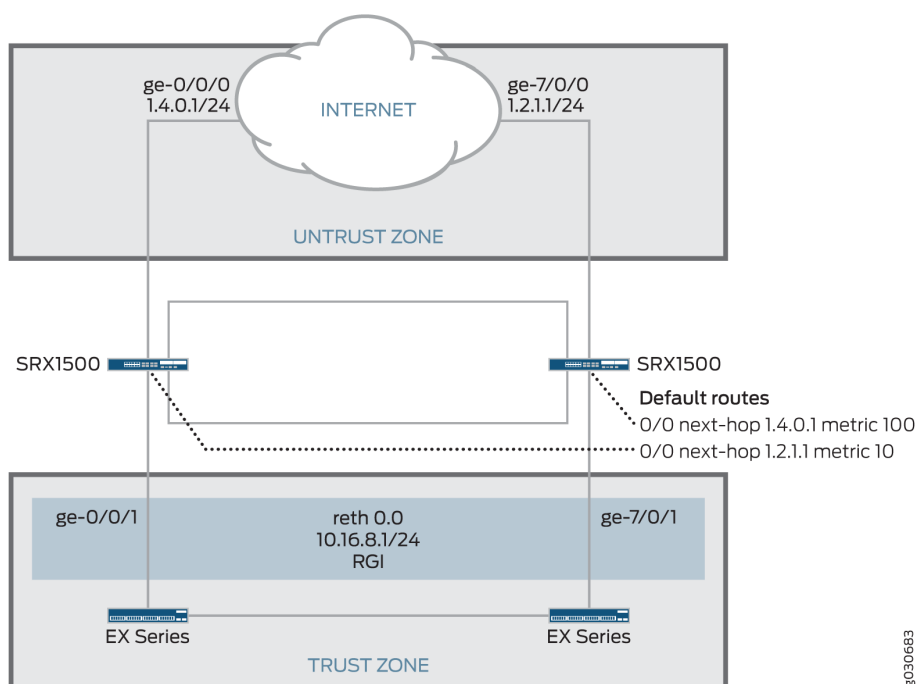 ge-0/0/0
1.4.0.1/24
INTERNET
ge-7/0/0
1.2.1.1/24
UNTRUST ZONE
SRX1500
SRX1500
Default routes
0/0 next-hop 1.4.0.1 metric 100
0/0 next-hop 1.2.1.1 metric 10
ge-0/0/1
reth 0.0
10.16.8.1/24
RGI
ge-7/0/1
EX Series
EX Series
TRUST ZONE
g030683